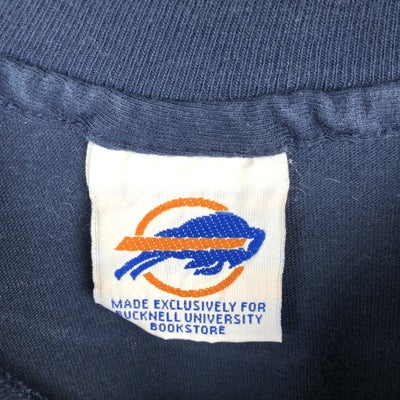 MADE EXCLUSIVELY FOR
BUCKNELL UNIVERSITY
BOOKSTORE